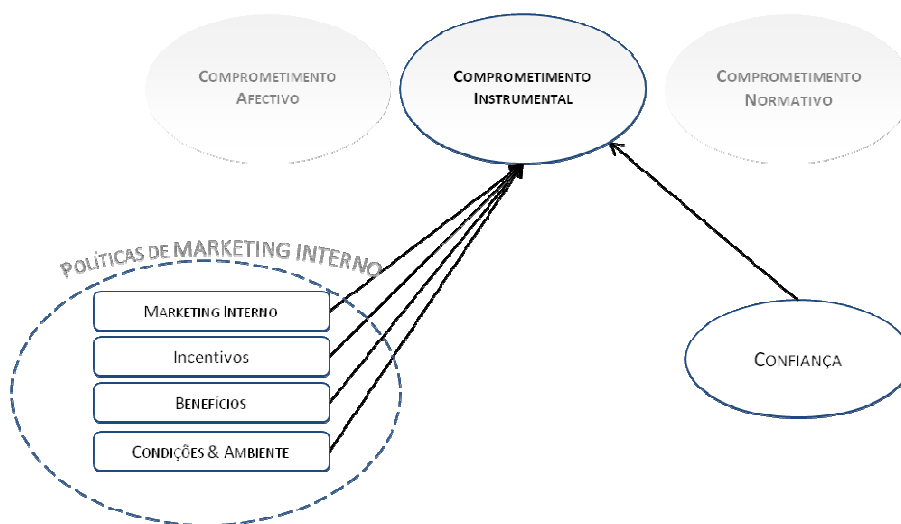 COMPROMETIMENTO
AFECTIVO
COMPROMETIMENTO
INSTRUMENTAL
COMPROMETIMENTO
NORMATIVO
POLÍTICAS DE MARKETING INTERNO
MARKETING INTERNO
Incentivos
BENEFÍCIOS
CONDIÇÕES & AMBIENTE
CONFIANÇA